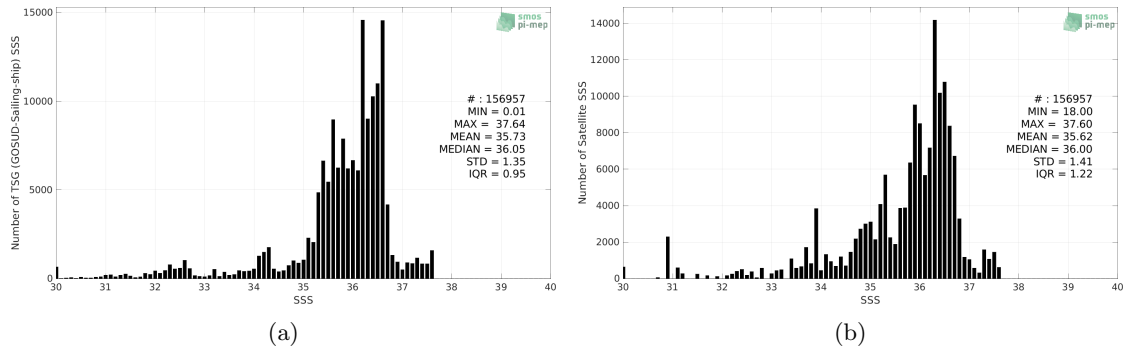 15000
10000
5000
0
Number of TSG (GOSUD-Sailing-ship) SSS
30 31 32 33 34 35 36 37 38 39 40
SSS
smos
pi-mep
# : 156957
MIN = 0.01
MAX = 37.64
MEAN = 35.73
MEDIAN = 36.05
STD = 1.35
IQR = 0.95
(a)
14000
12000
10000
8000
6000
4000
2000
0
Number of Satellite SSS
30 31 32 33 34 35 36 37 38 39 40
SSS
smos
pi-mep
# : 156957
MIN = 18.00
MAX = 37.60
MEAN = 35.62
MEDIAN = 36.00
STD = 1.41
IQR = 1.22
(b)